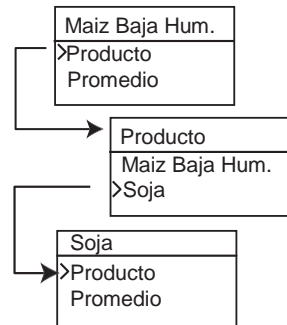 Maiz Baja Hum.
>Producto
Promedio
Producto
Maiz Baja Hum.
>Soja
Soja
>Producto
Promedio